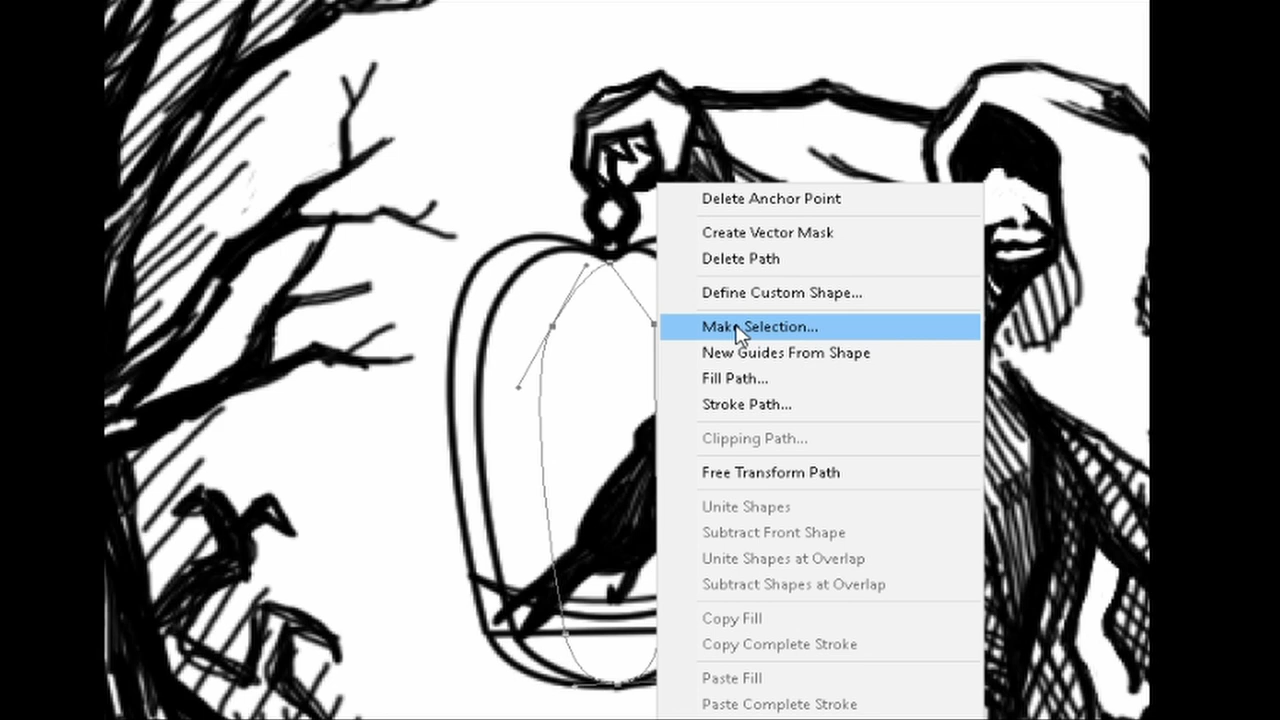 Delete Anchor Point
Create Vector Mask
Delete Path
Define Custom Shape...
Make Selection...
New Guides From Shape
Fill Path...
Stroke Path...
Clipping Path...
Free Transform Path
Unite Shapes
Subtract Front Shape
Unite Shapes at Overlap
Subtract Shapes at Overlap
Copy Fill
Copy Complete Stroke
Paste Fill
Paste Complete Stroke